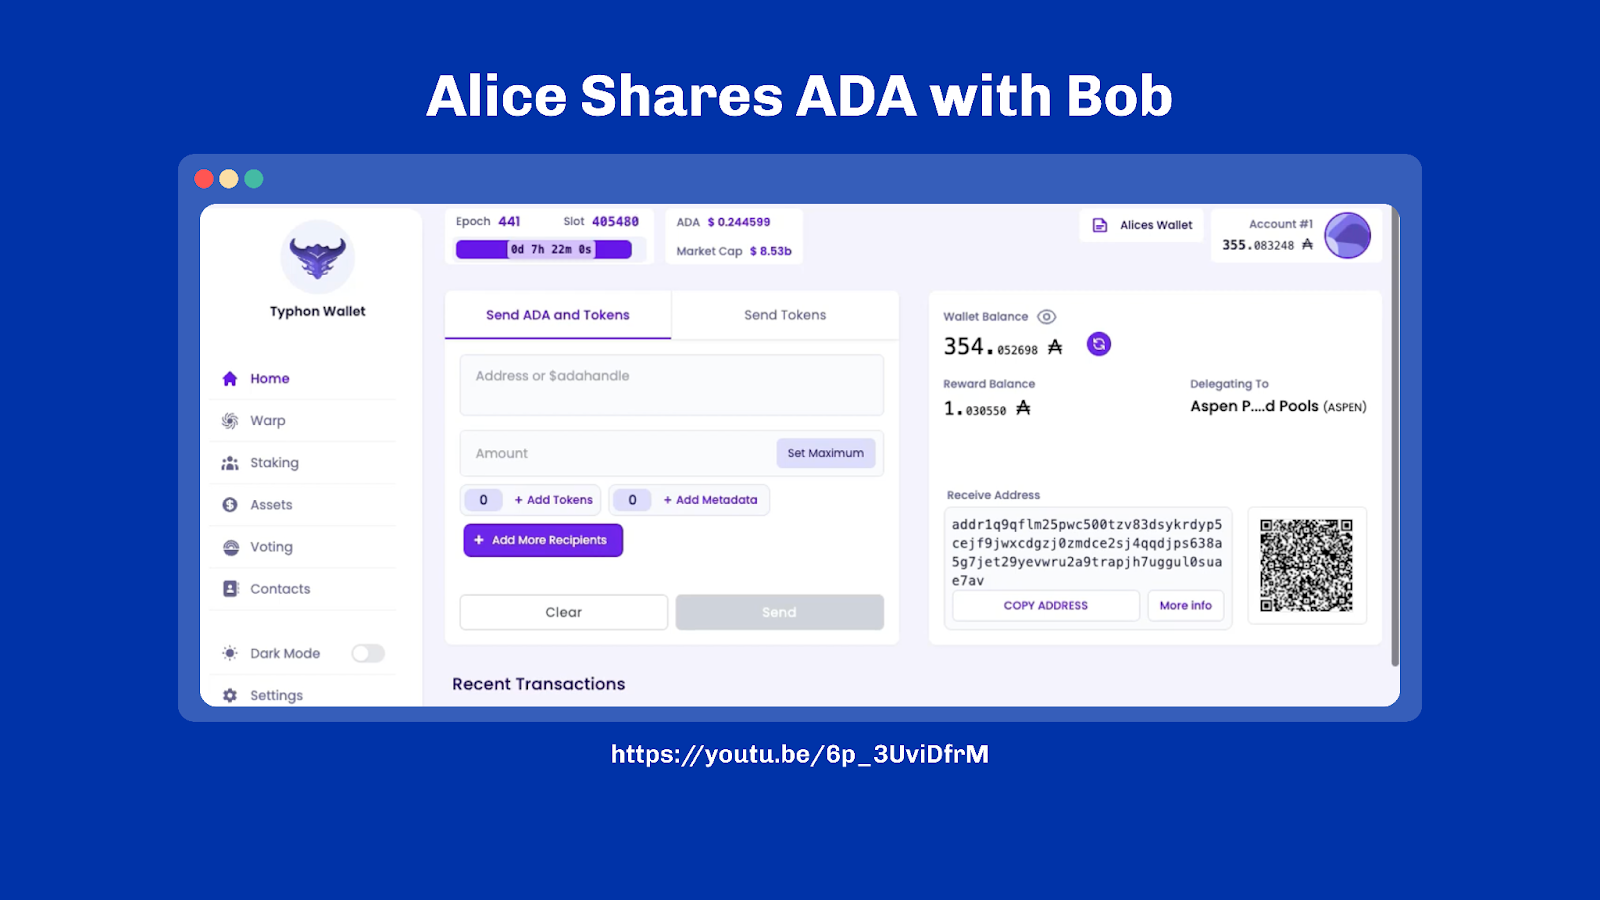 Alice Shares ADA with Bob
Typhon Wallet
Home
Warp
Staking
Assets
Voting
Contacts
Dark Mode
Settings
Epoch 441 Slot 405480
0d 7h 22m 0s
ADA $ 0.244599
Market Cap $ 8.53b
Alices Wallet
Account #1
355.083248 ₳
Send ADA and Tokens Send Tokens
Address or $adahandle
Amount Set Maximum
0 + Add Tokens 0 + Add Metadata
+ Add More Recipients
Clear Send
Wallet Balance
354.052698 ₳
Reward Balance Delegating To
1.030550 ₳ Aspen P....d Pools (ASPEN)
Receive Address
addr1q9qflm25pwc500tzv83dsykrdyp5
cejf9jwxcdgzj0zmdce2sj4qqdjps638a
5g7jet29yevwru2a9trapjh7uggul0sua
e7av
COPY ADDRESS More info
Recent Transactions
https://youtu.be/6p_3UviDfrM